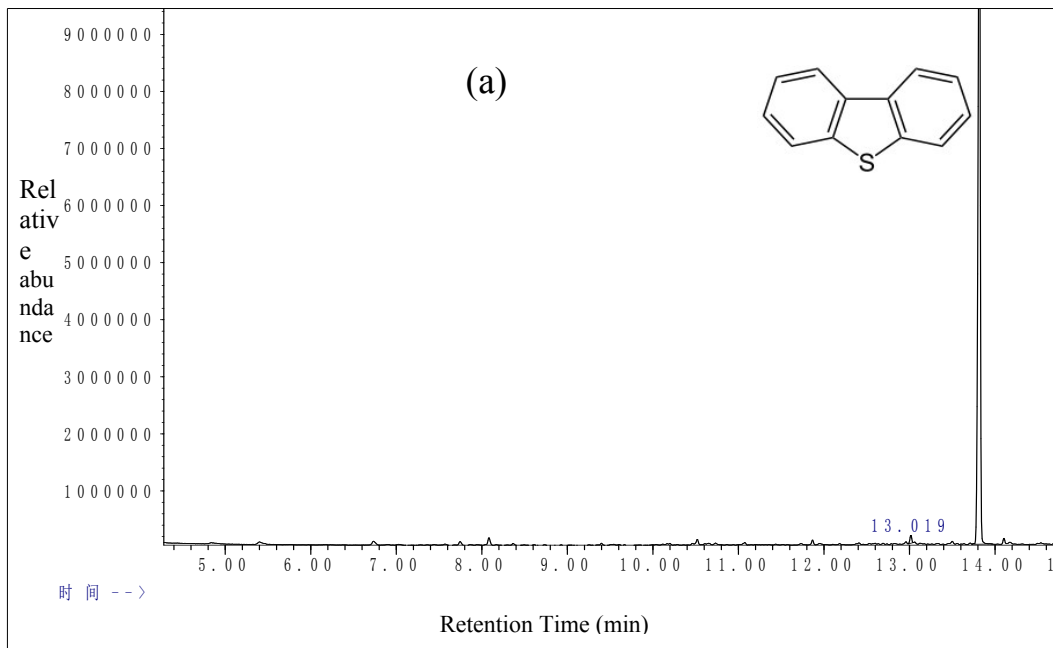 9000000
(a)
8000000
7000000
S
Rel
ativ
e
abu
nda
nce
6000000
5000000
4000000
3000000
2000000
1000000
13.019
5.00 6.00 7.00 8.00 9.00 10.00 11.00 12.00 13.00 14.00 1
时间-->
Retention Time (min)